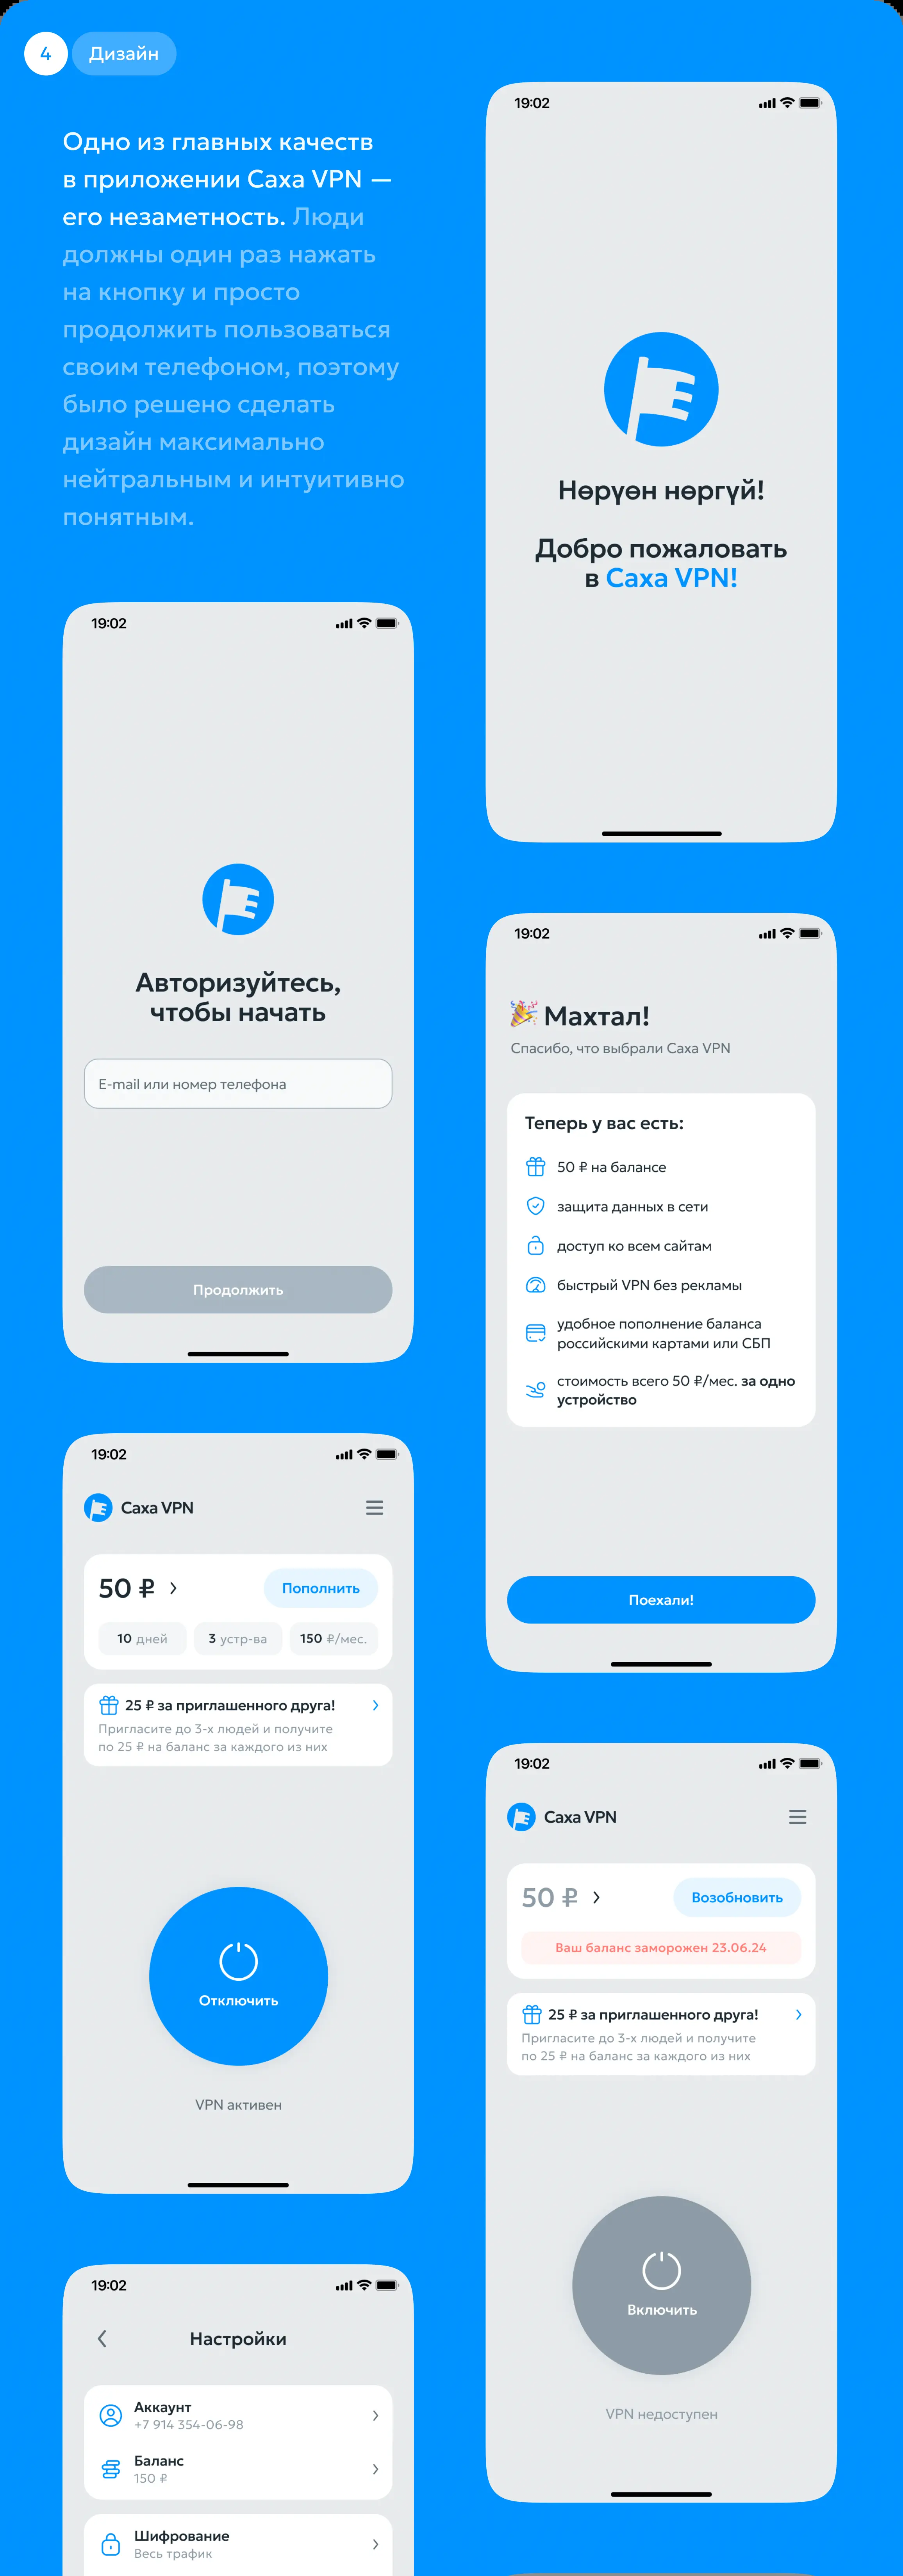 4
Дизайн
Одно из главных качеств
в приложении Саха VPN —
его незаметность. Люди
должны один раз нажать
на кнопку и просто
продолжить пользоваться
своим телефоном, поэтому
было решено сделать
дизайн максимально
нейтральным и интуитивно
понятным.
19:02
Нөрүөн нөргүй!
Добро пожаловать
в Саха VPN!
19:02
Авторизуйтесь,
чтобы начать
E-mail или номер телефона
Продолжить
19:02
Махтал!
Спасибо, что выбрали Саха VPN
Теперь у вас есть:
50 ₽ на балансе
защита данных в сети
доступ ко всем сайтам
быстрый VPN без рекламы
удобное пополнение баланса
российскими картами или СБП
стоимость всего 50 ₽/мес. за одно
устройство
Поехали!
19:02
Саха VPN
50 ₽
Пополнить
10 дней
3 устр-ва
150 ₽/мес.
25 ₽ за приглашенного друга!
Пригласите до 3-х людей и получите
по 25 ₽ на баланс за каждого из них
Отключить
VPN активен
19:02
Саха VPN
50 ₽
Возобновить
Ваш баланс заморожен 23.06.24
25 ₽ за приглашенного друга!
Пригласите до 3-х людей и получите
по 25 ₽ на баланс за каждого из них
Включить
VPN недоступен
19:02
Настройки
Аккаунт
+7 914 354-06-98
Баланс
150 ₽
Шифрование
Весь трафик